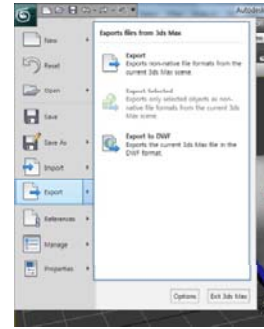 Autodesk
New
Reset
Open
Save
Save As
Import
Export
References
Manage
Properties
Exports files from 3ds Max
Export
Exports non-native file formats from the
current 3ds Max scene.
Export Selected
Exports only selected objects as non-
native file formats from the current 3ds
Max scene.
Export to DWF
Exports the current 3ds Max file in the
DWF format.
Options
Exit 3ds Max